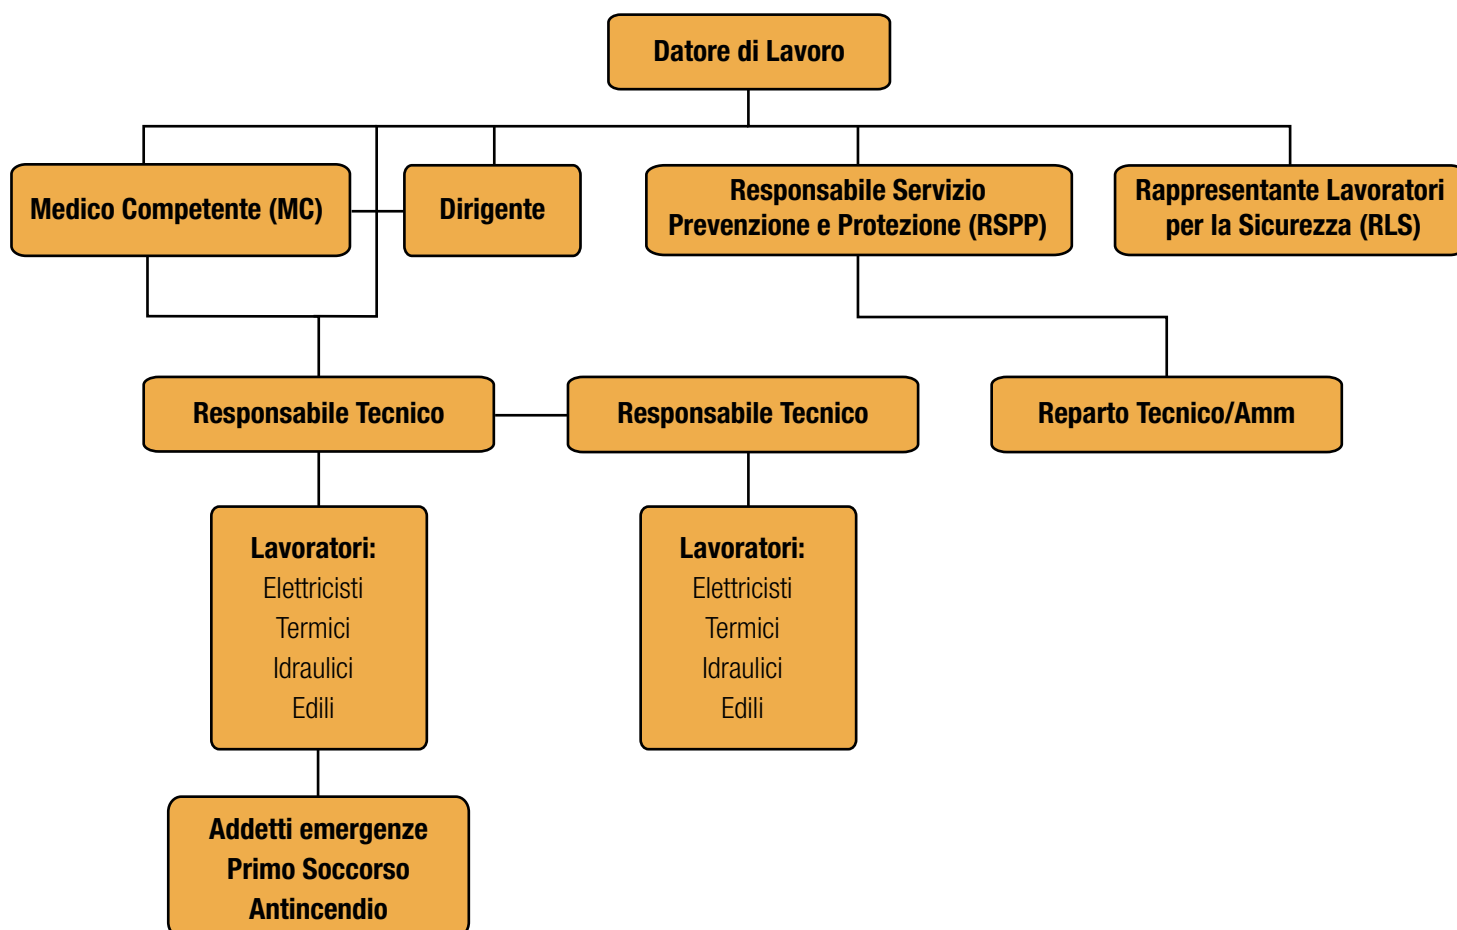 Datore di Lavoro
Medico Competente (MC)
Dirigente
Responsabile Servizio
Prevenzione e Protezione (RSPP)
Rappresentante Lavoratori
per la Sicurezza (RLS)
Responsabile Tecnico
Responsabile Tecnico
Reparto Tecnico/Amm
Lavoratori:
Elettricisti
Termici
Idraulici
Edili
Lavoratori:
Elettricisti
Termici
Idraulici
Edili
Addetti emergenze
Primo Soccorso
Antincendio